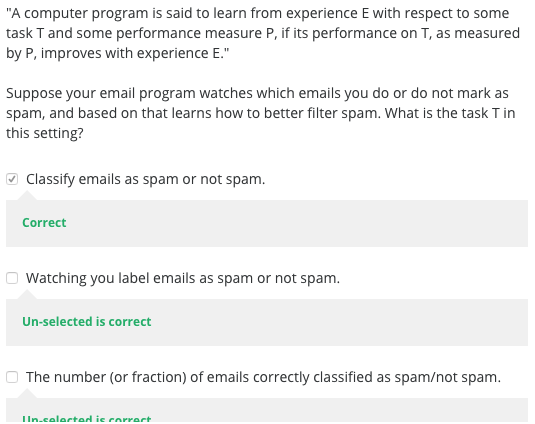 "A computer program is said to learn from experience E with respect to some
task T and some performance measure P, if its performance on T, as measured
by P, improves with experience E."
Suppose your email program watches which emails you do or do not mark as
spam, and based on that learns how to better filter spam. What is the task T in
this setting?
Classify emails as spam or not spam.
Correct
Watching you label emails as spam or not spam.
Un-selected is correct
The number (or fraction) of emails correctly classified as spam/not spam.
Un-selected is correct